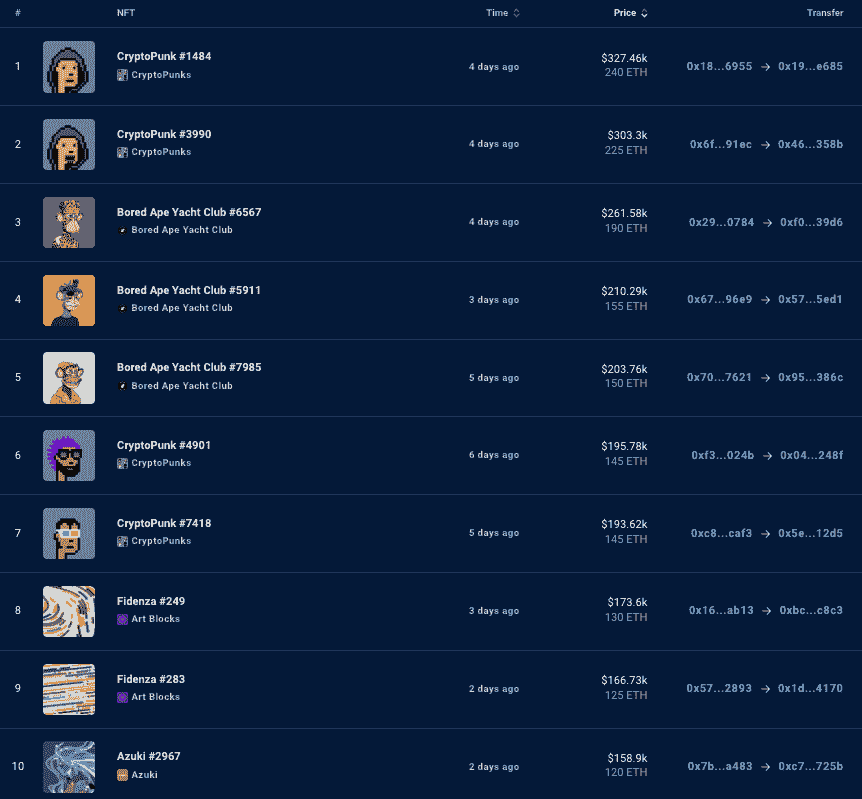 # NFT Time Price Transfer
1 CryptoPunk #1484 4 days ago $327.46k 0x18...6955 → 0x19...e685
CryptoPunks 240 ETH
2 CryptoPunk #3990 4 days ago $303.3k 0x6f...91ec → 0x46...358b
CryptoPunks 225 ETH
3 Bored Ape Yacht Club #6567 4 days ago $261.58k 0x29...0784 → 0xf0...39d6
Bored Ape Yacht Club 190 ETH
4 Bored Ape Yacht Club #5911 3 days ago $210.29k 0x67...96e9 → 0x57...5ed1
Bored Ape Yacht Club 155 ETH
5 Bored Ape Yacht Club #7985 5 days ago $203.76k 0x70...7621 → 0x95...386c
Bored Ape Yacht Club 150 ETH
6 CryptoPunk #4901 6 days ago $195.78k 0xf3...024b → 0x04...248f
CryptoPunks 145 ETH
7 CryptoPunk #7418 5 days ago $193.62k 0xc8...caf3 → 0x5e...12d5
CryptoPunks 145 ETH
8 Fidenza #249 3 days ago $173.6k 0x16...ab13 → 0xbc...c8c3
Art Blocks 130 ETH
9 Fidenza #283 2 days ago $166.73k 0x57...2893 → 0x1d...4170
Art Blocks 125 ETH
10 Azuki #2967 2 days ago $158.9k 0x7b...a483 → 0xc7...725b
Azuki 120 ETH